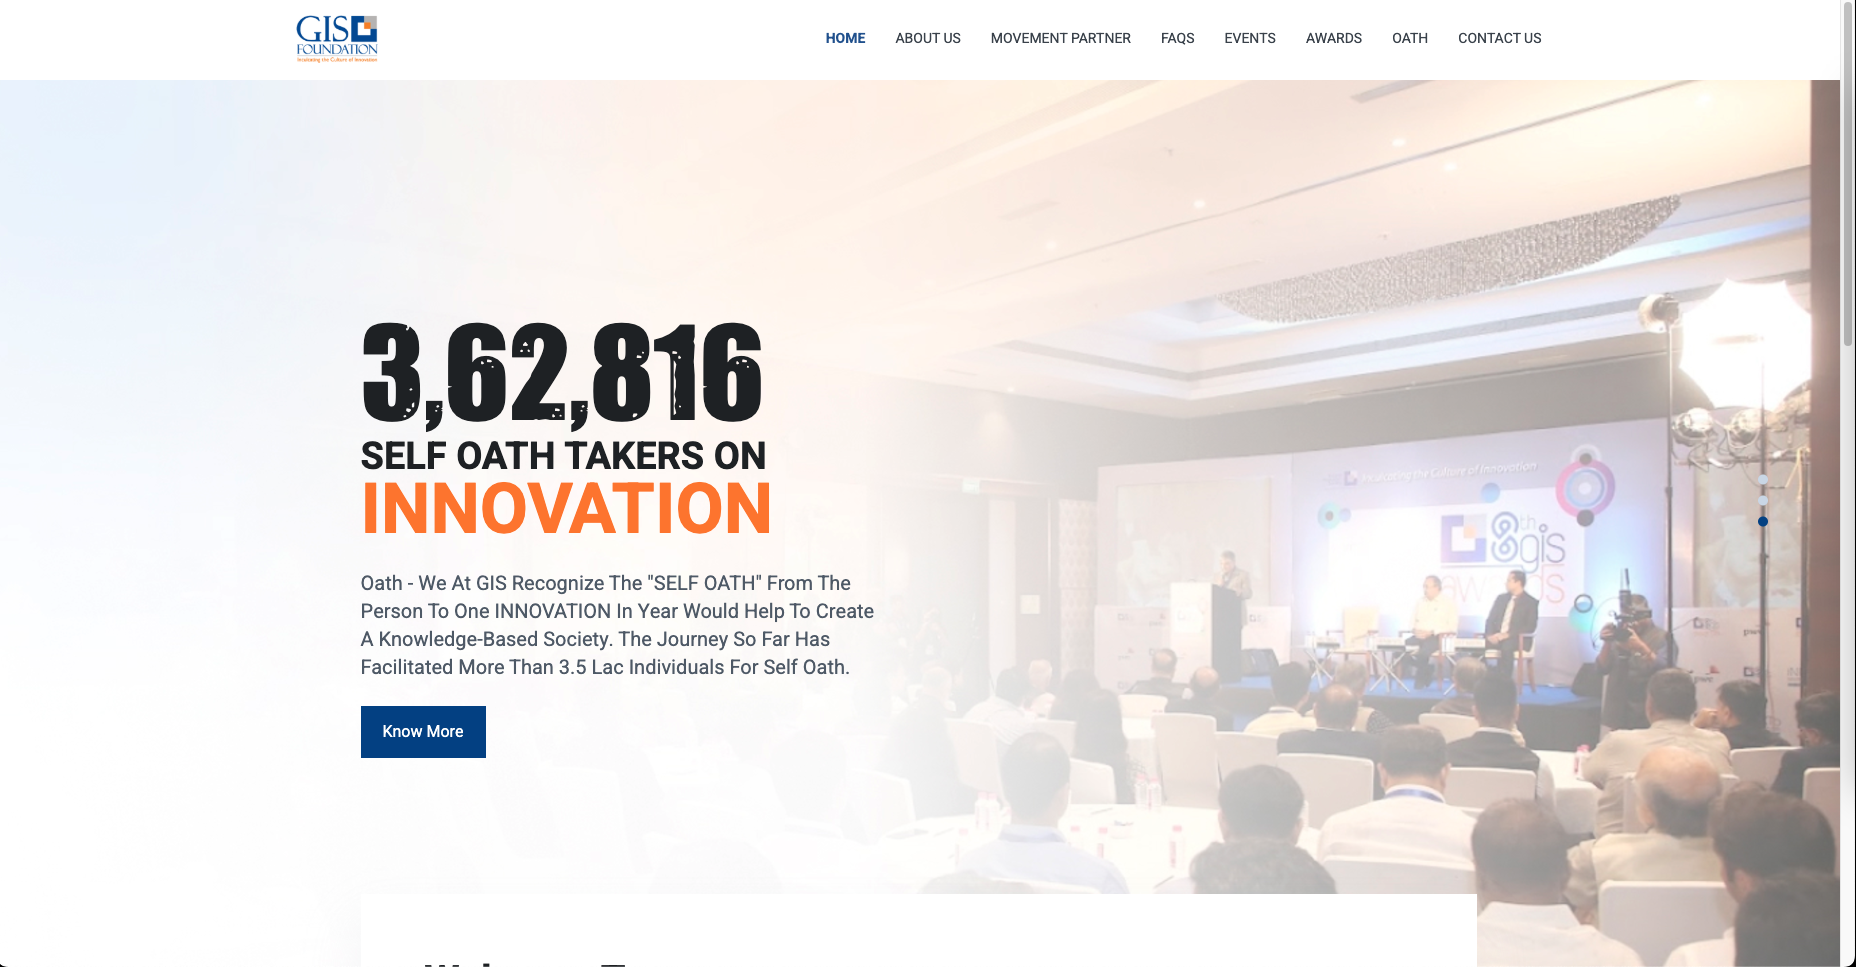 GIS
FOUNDATION
Inculcating the Culture of Innovation
HOME
ABOUT US
MOVEMENT PARTNER
FAQS
EVENTS
AWARDS
OATH
CONTACT US
3,62,816
SELF OATH TAKERS ON
INNOVATION
Oath - We At GIS Recognize The "SELF OATH" From The
Person To One INNOVATION In Year Would Help To Create
A Knowledge-Based Society. The Journey So Far Has
Facilitated More Than 3.5 Lac Individuals For Self Oath.
Know More
Inculcating the Culture of Innovation
8th
gis
awards
pwc